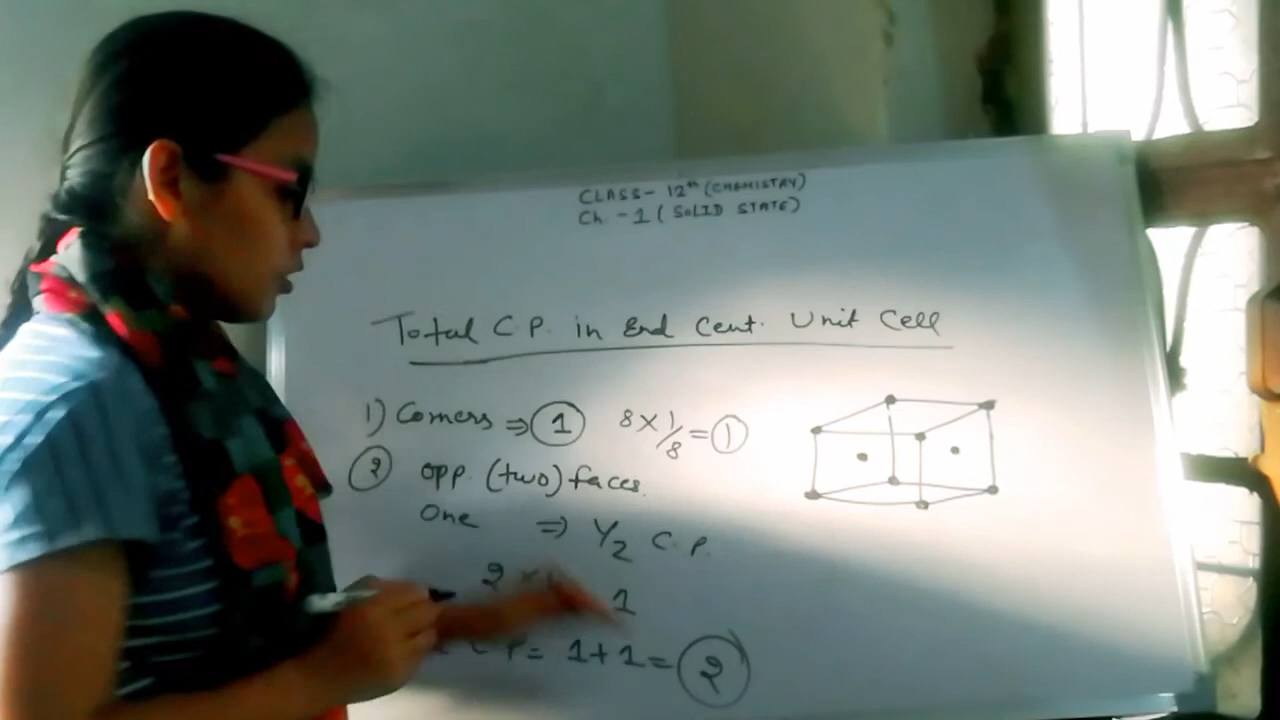 CLASS- 12th (CHEMISTRY)
Ch. -1 ( SOLID STATE)
Total C P. in End Cent. Unit Cell
1) Corners ⇒ 1 8 × 1/8 = 1
2 opp. (two) faces.
One ⇒ 1/2 C. P.
2 × 1
C P = 1+1 = 2